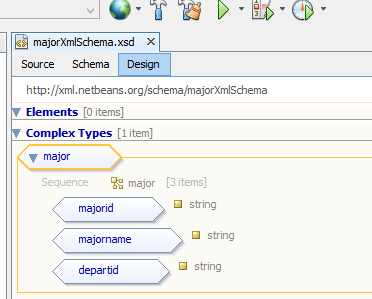 majorXmlSchema.xsd
Source Schema Design
http://xml.netbeans.org/schema/majorXmlSchema
Elements [0 items]
Complex Types [1 item]
major
Sequence major [3 items]
majorid string
majorname string
departid string